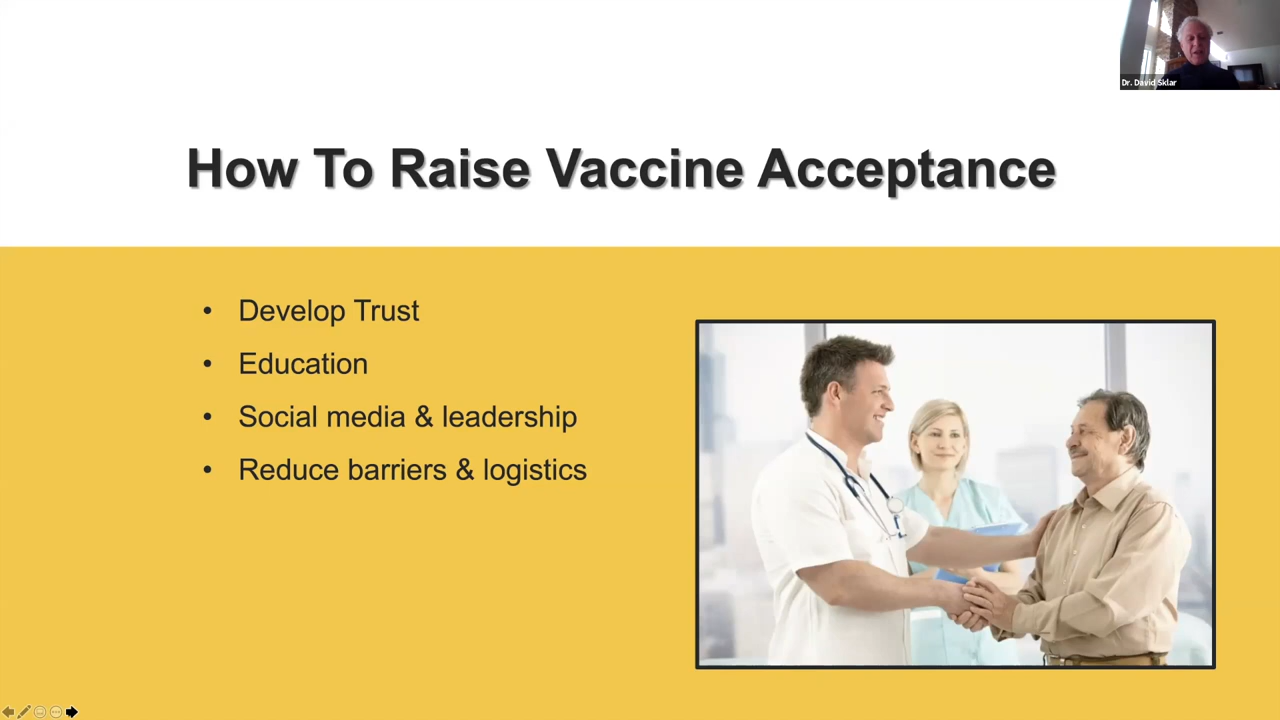 Dr. David Sklar
How To Raise Vaccine Acceptance
• Develop Trust
• Education
• Social media & leadership
• Reduce barriers & logistics